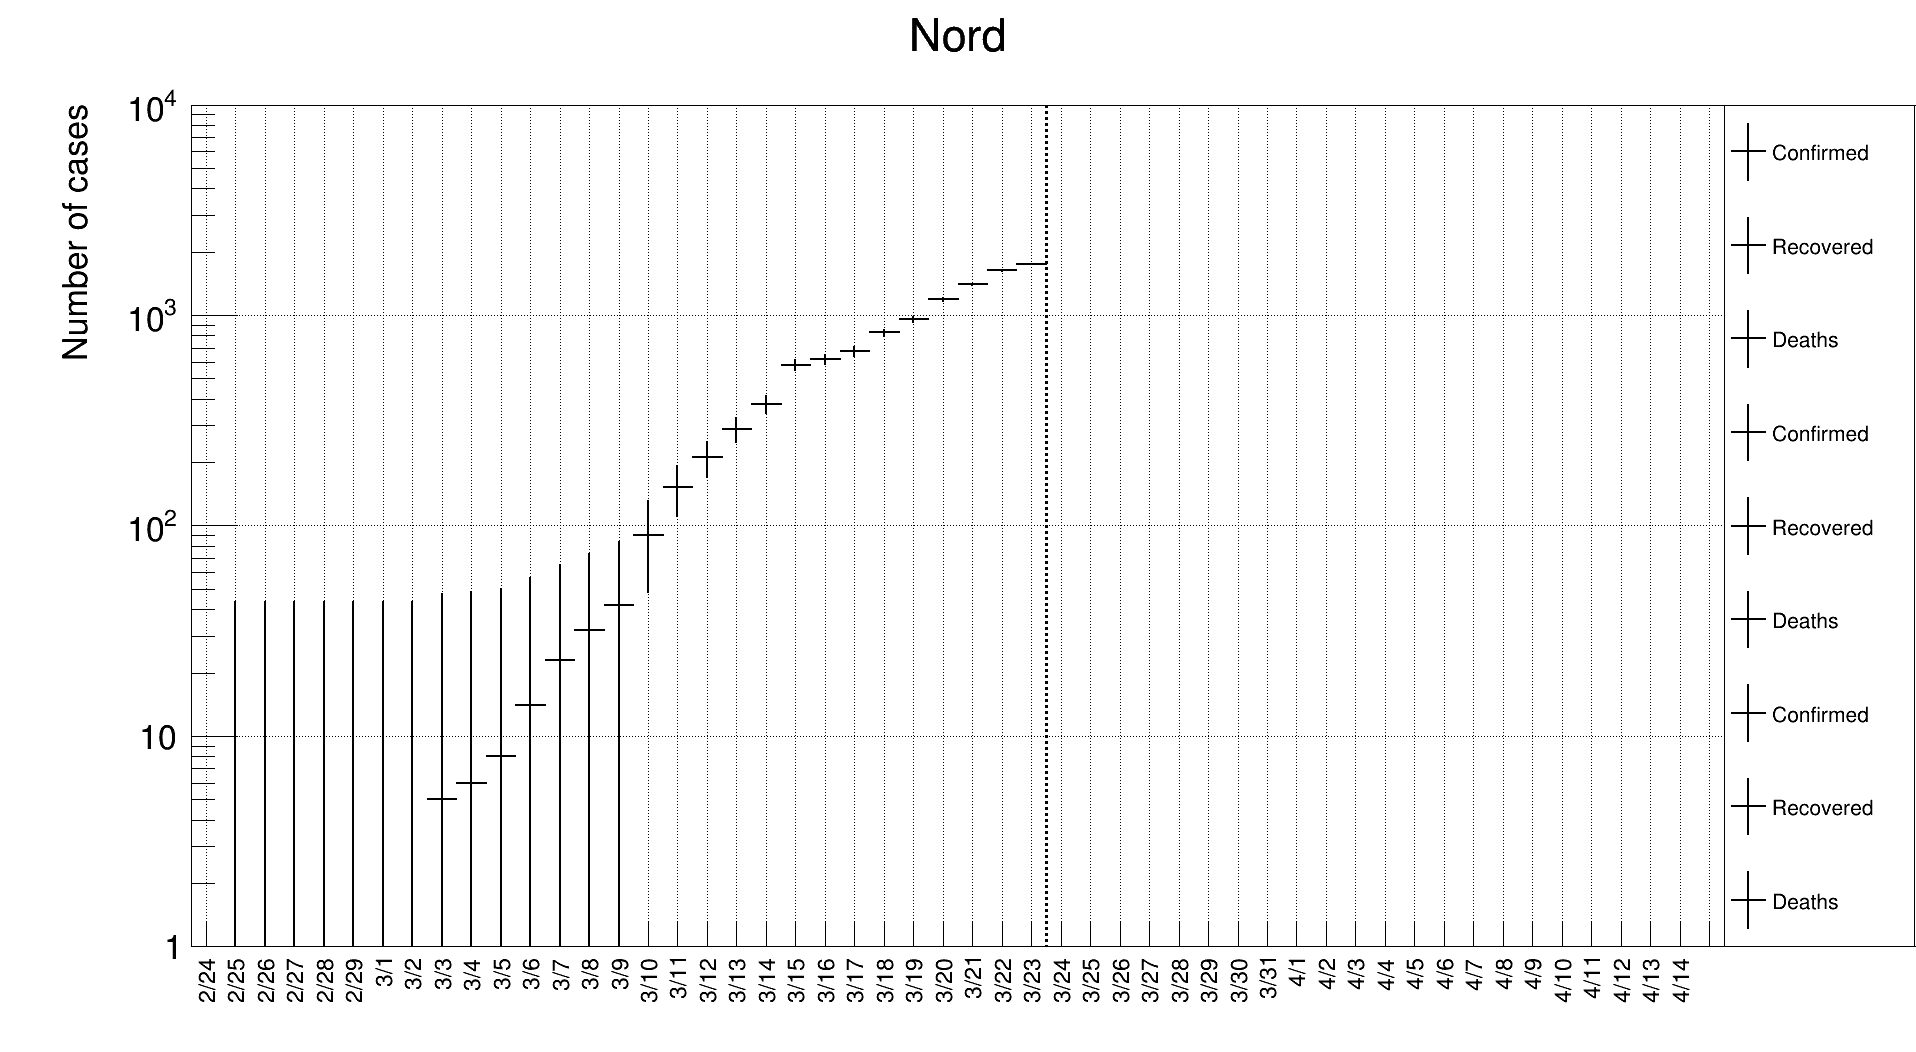 Nord
Number of cases
10^4
10^3
10^2
10
1
2/24 2/25 2/26 2/27 2/28 2/29 3/1 3/2 3/3 3/4 3/5 3/6 3/7 3/8 3/9 3/10 3/11 3/12 3/13 3/14 3/15 3/16 3/17 3/18 3/19 3/20 3/21 3/22 3/23 3/24 3/25 3/26 3/27 3/28 3/29 3/30 3/31 4/1 4/2 4/3 4/4 4/5 4/6 4/7 4/8 4/9 4/10 4/11 4/12 4/13 4/14
Confirmed
Recovered
Deaths
Confirmed
Recovered
Deaths
Confirmed
Recovered
Deaths